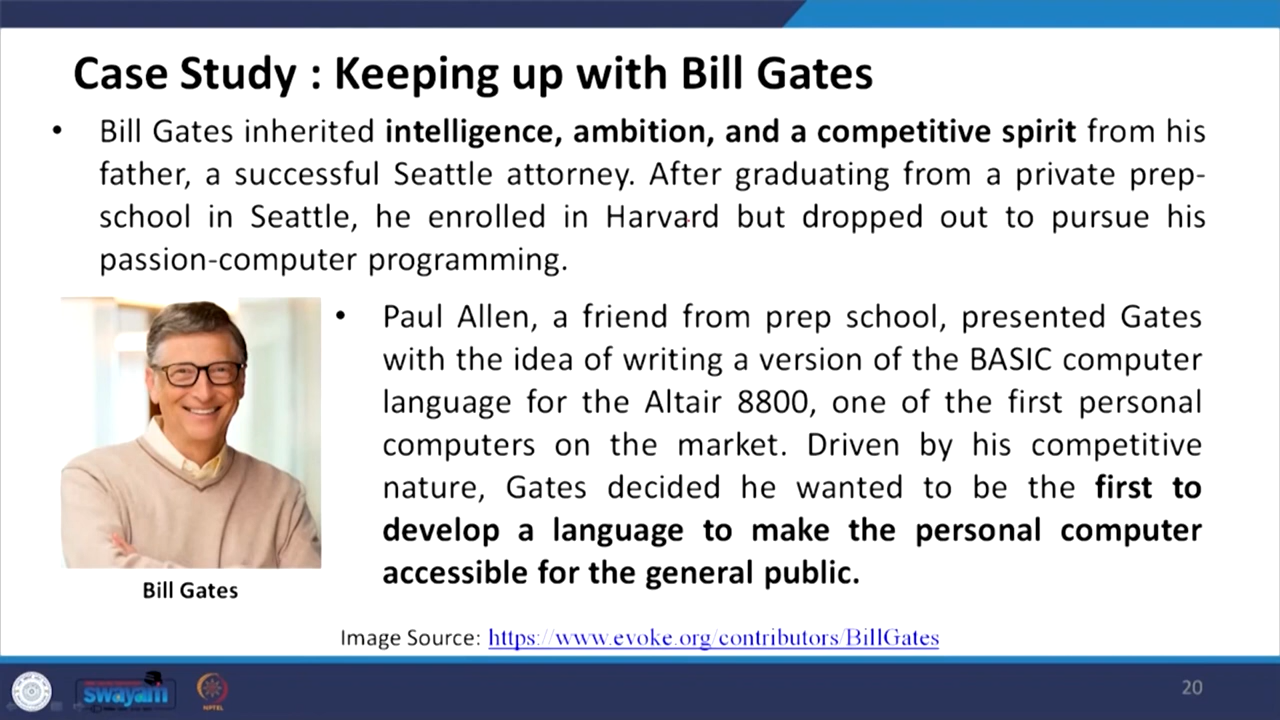 Case Study : Keeping up with Bill Gates
• Bill Gates inherited intelligence, ambition, and a competitive spirit from his
father, a successful Seattle attorney. After graduating from a private prep-
school in Seattle, he enrolled in Harvard but dropped out to pursue his
passion-computer programming.
• Paul Allen, a friend from prep school, presented Gates
with the idea of writing a version of the BASIC computer
language for the Altair 8800, one of the first personal
computers on the market. Driven by his competitive
nature, Gates decided he wanted to be the first to
develop a language to make the personal computer
accessible for the general public.
Bill Gates
Image Source: https://www.evoke.org/contributors/BillGates
swayam
NPTEL
20